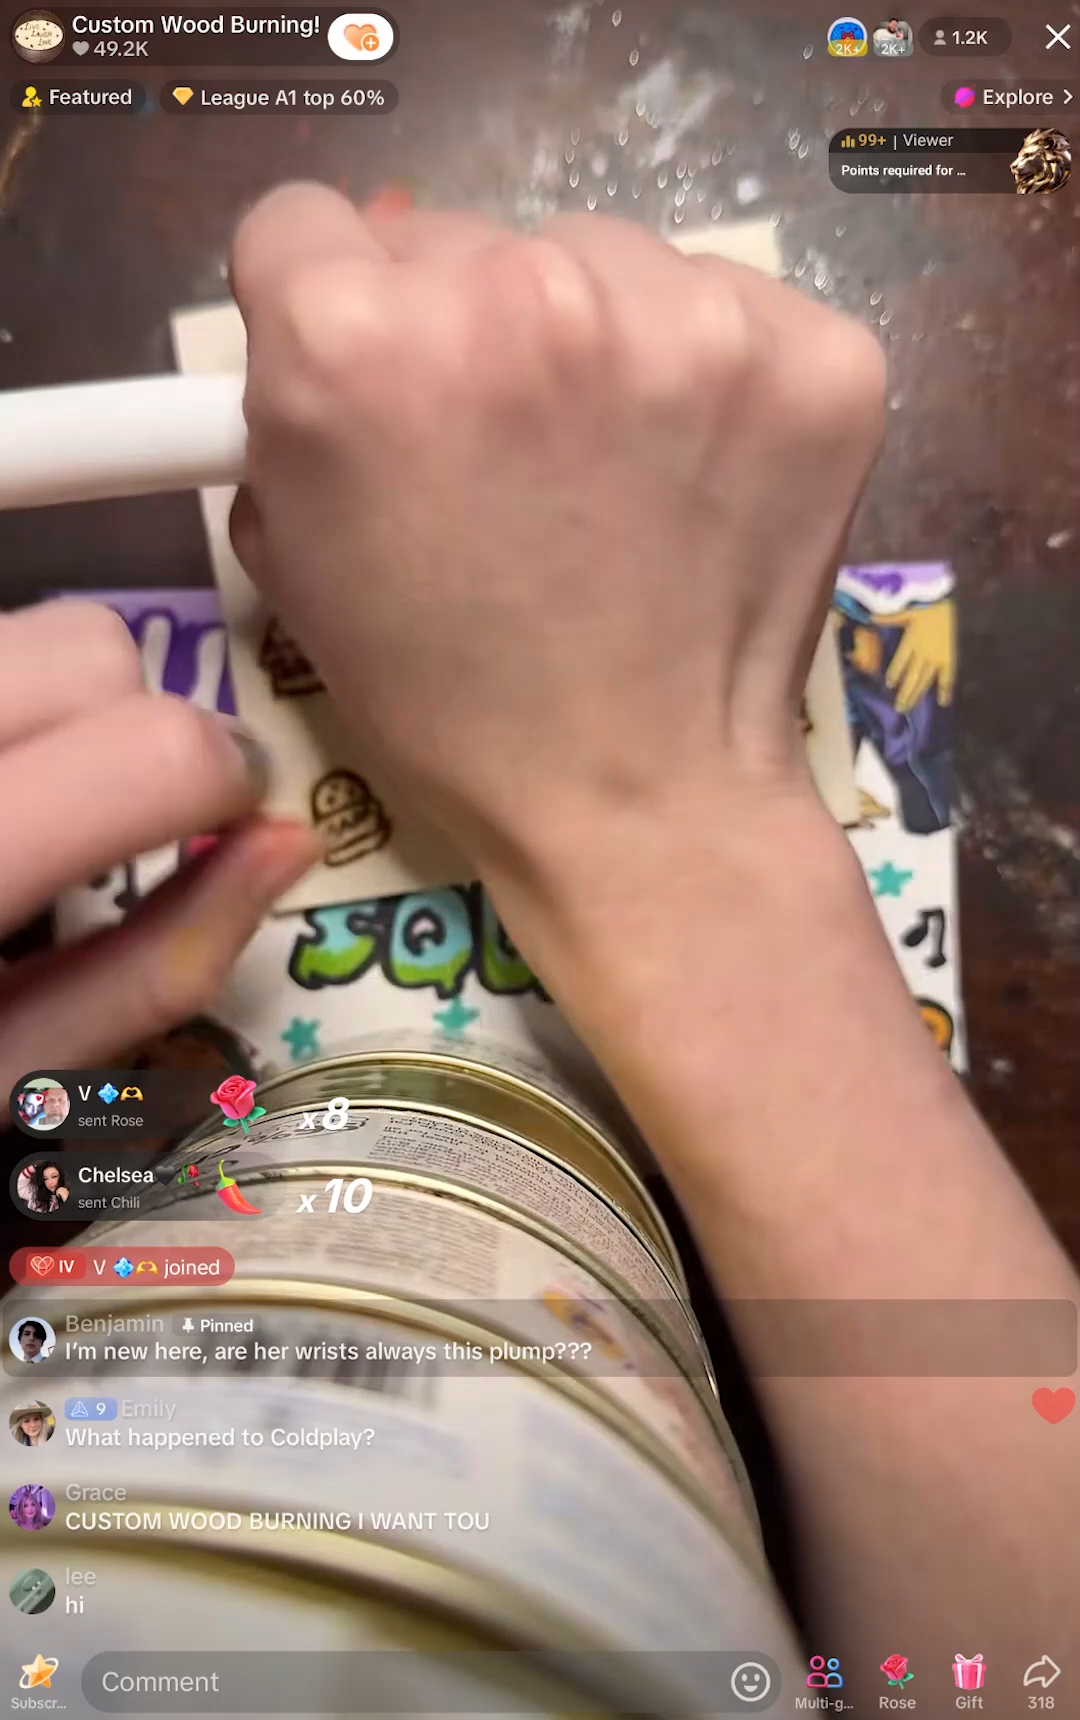 Custom Wood Burning!
49.2K
2K+
2K+
1.2K
Featured
League A1 top 60%
Explore
99+ | Viewer
Points required for ...
V
sent Rose
x8
Chelsea
sent Chili
x10
IV V joined
Benjamin Pinned
I'm new here, are her wrists always this plump???
9 Emily
What happened to Coldplay?
Grace
CUSTOM WOOD BURNING I WANT TOU
lee
hi
Subscr...
Comment
Multi-g...
Rose
Gift
318